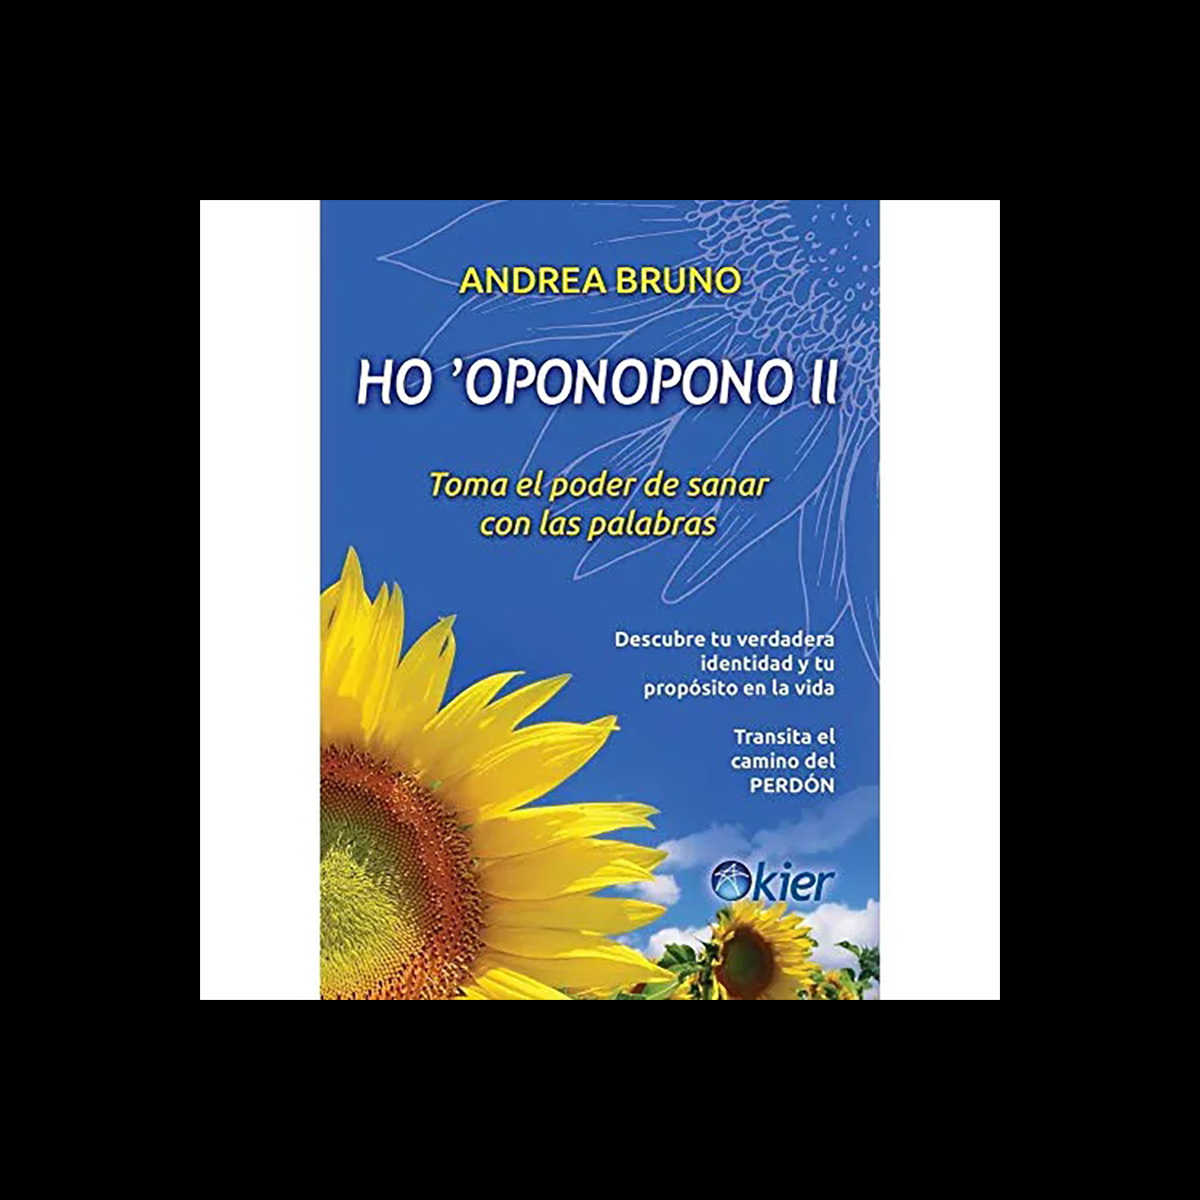 ANDREA BRUNO
HO 'OPONOPONO II
Toma el poder de sanar
con las palabras
Descubre tu verdadera
identidad y tu
propósito en la vida
Transita el
camino del
PERDÓN
kier